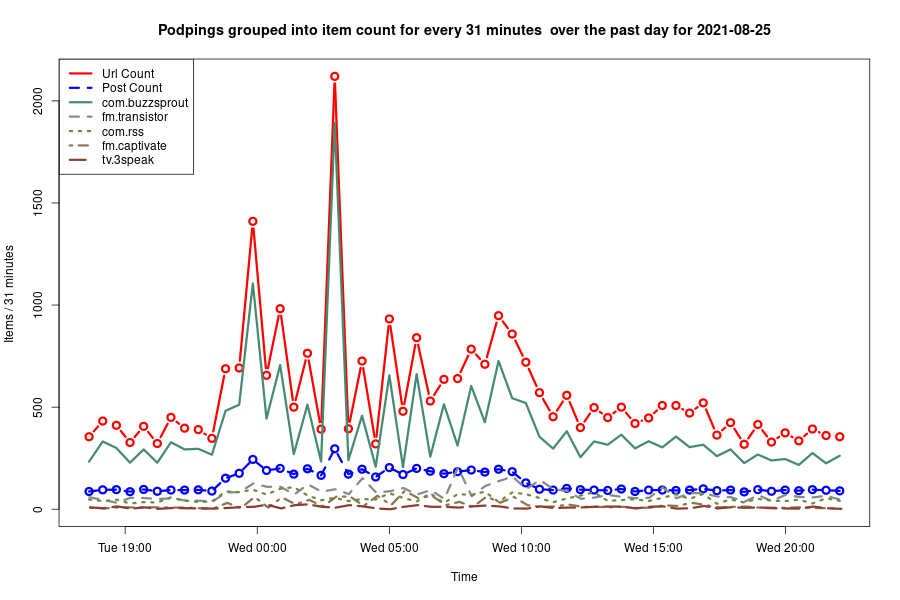 Podpings grouped into item count for every 31 minutes  over the past day for 2021-08-25
Url Count
Post Count
com.buzzsprout
fm.transistor
com.rss
fm.captivate
tv.3speak
Items / 31 minutes
2000
1500
1000
500
0
Tue 19:00
Wed 00:00
Wed 05:00
Wed 10:00
Wed 15:00
Wed 20:00
Time